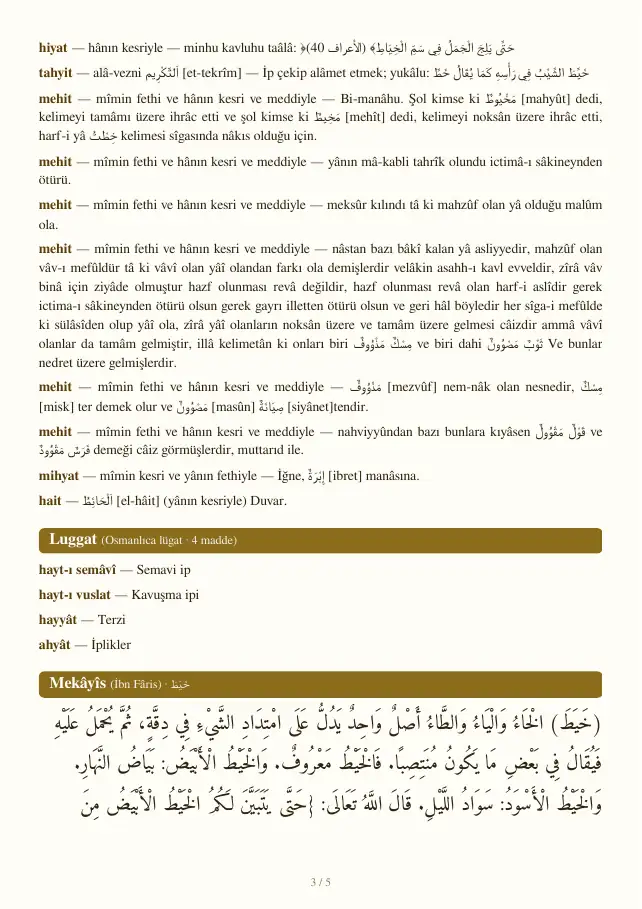 hiyat — hânın kesriyle — minhu kavluhu taâlâ: ﴿حَتَّى يَلِجَ الْجَمَلُ فِي سَمِّ الْخِيَاطِ﴾ (الأعراف 40)
tahyit — alâ-vezni اَلتَّكْرِيم [et-tekrîm] — İp çekip alâmet etmek; yukâlu: خَيَّطَ الشَّيْبُ فِي رَأْسِهِ كَمَا يُقَالُ خَطَّ
mehit — mîmin fethi ve hânın kesri ve meddiyle — Bi-manâhu. Şol kimse ki مَخْيُوطٌ [mahyût] dedi,
kelimeyi tamâmı üzere ihrâc etti ve şol kimse ki مَخِيطٌ [mehît] dedi, kelimeyi noksân üzere ihrâc etti,
harf-i yâ خِطْتُ kelimesi sîgasında nâkıs olduğu için.
mehit — mîmin fethi ve hânın kesri ve meddiyle — yânın mâ-kabli tahrîk olundu ictimâ-ı sâkineynden
ötürü.
mehit — mîmin fethi ve hânın kesri ve meddiyle — meksûr kılındı tâ ki mahzûf olan yâ olduğu malûm
ola.
mehit — mîmin fethi ve hânın kesri ve meddiyle — nâstan bazı bâkî kalan yâ asliyyedir, mahzûf olan
vâv-ı mefûldür tâ ki vâvî olan yâî olandan farkı ola demişlerdir velâkin asahh-ı kavl evveldir, zîrâ vâv
binâ için ziyâde olmuştur hazf olunması revâ değildir, hazf olunması revâ olan harf-i aslîdir gerek
ictima-ı sâkineynden ötürü olsun gerek gayrı illetten ötürü olsun ve geri hâl böyledir her sîga-i mefûlde
ki sülâsîden olup yâî ola, zîrâ yâî olanların noksân üzere ve tamâm üzere gelmesi câizdir ammâ vâvî
olanlar da tamâm gelmiştir, illâ kelimetân ki onları biri مِسْكٌ مَذْوُوفٌ ve biri dahi ثَوْبٌ مَصْوُونٌ Ve bunlar
nedret üzere gelmişlerdir.
mehit — mîmin fethi ve hânın kesri ve meddiyle — مَذْوُوفٌ [mezvûf] nem-nâk olan nesnedir, مِسْكٌ
[misk] ter demek olur ve مَصْوُونٌ [masûn] صِيَانَةٌ [siyânet]tendir.
mehit — mîmin fethi ve hânın kesri ve meddiyle — nahviyyûndan bazı bunlara kıyâsen قَوْلٌ مَقْوُولٌ ve
فَرَسٌ مَقْوُودٌ demeği câiz görmüşlerdir, muttarıd ile.
mihyat — mîmin kesri ve yânın fethiyle — İğne, إِبْرَةٌ [ibret] manâsına.
hait — اَلْحَائِطُ [el-hâit] (yânın kesriyle) Duvar.
Luggat (Osmanlıca lügat · 4 madde)
hayt-ı semâvî — Semavi ip
hayt-ı vuslat — Kavuşma ipi
hayyât — Terzi
ahyât — İplikler
Mekâyîs (İbn Fâris) · خيط
(خَيَطَ) الْخَاءُ وَالْيَاءُ وَالطَّاءُ أَصْلٌ وَاحِدٌ يَدُلُّ عَلَى امْتِدَادِ الشَّيْءِ فِي دِقَّةٍ، ثُمَّ يُحْمَلُ عَلَيْهِ
فَيُقَالُ فِي بَعْضِ مَا يَكُونُ مُنْتَصِبًا. فَالْخَيْطُ مَعْرُوفٌ. وَالْخَيْطُ الْأَبْيَضُ: بَيَاضُ النَّهَارِ.
وَالْخَيْطُ الْأَسْوَدُ: سَوَادُ اللَّيْلِ. قَالَ اللَّهُ تَعَالَى: {حَتَّى يَتَبَيَّنَ لَكُمُ الْخَيْطُ الْأَبْيَضُ مِنَ
3 / 5